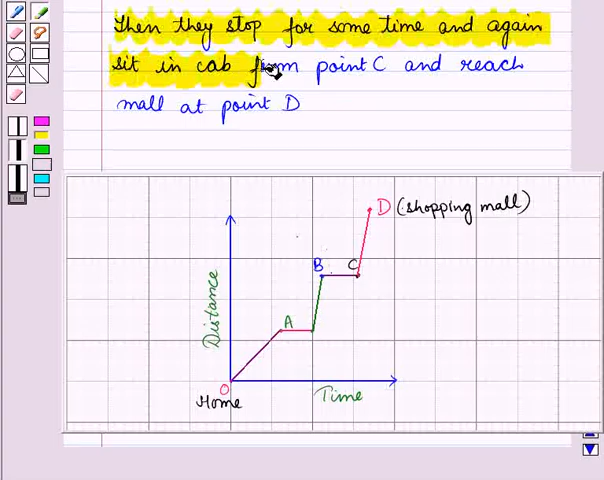 Then they stop for some time and again
sit in cab from point C and reach
mall at point D
D (shopping mall)
B
C
A
Distance
O
Home
Time